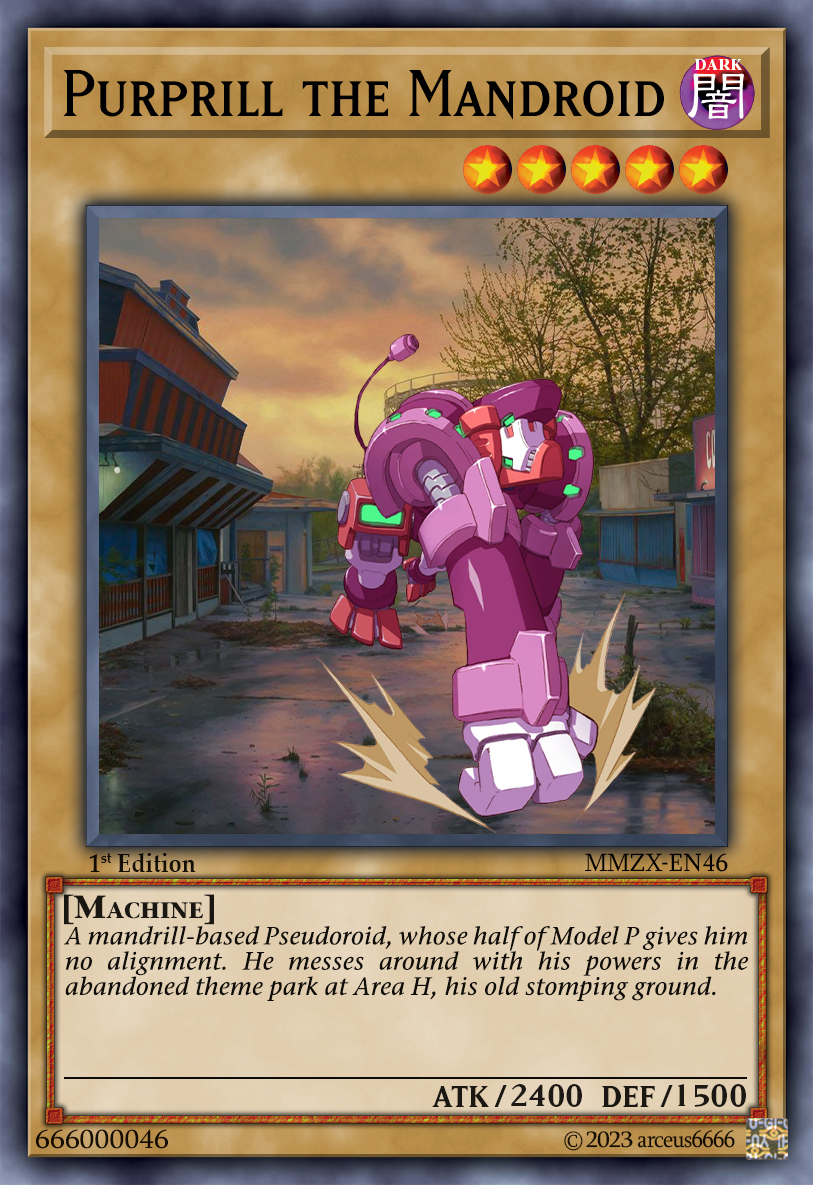 Purprill the Mandroid
DARK
闇
1st Edition
MMZX-EN46
[Machine]
A mandrill-based Pseudoroid, whose half of Model P gives him
no alignment. He messes around with his powers in the
abandoned theme park at Area H, his old stomping ground.
ATK/2400 DEF/1500
666000046
© 2023 arceus6666